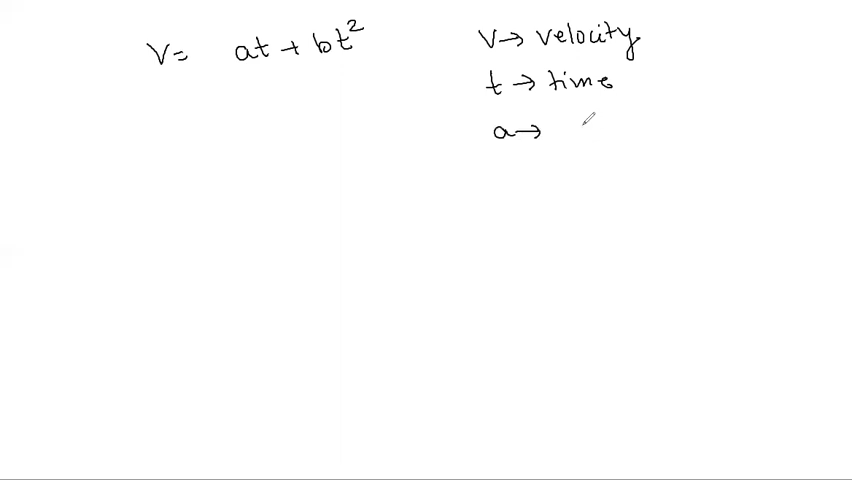 V= at + bt²
V→ velocity
t → time
a→